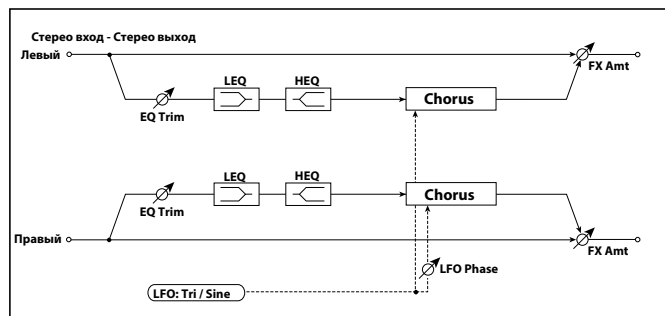 Стерео вход - Стерео выход
Левый
FX Amt
LEQ
HEQ
Chorus
EQ Trim
LEQ
HEQ
Chorus
EQ Trim
Правый
FX Amt
LFO Phase
LFO: Tri / Sine